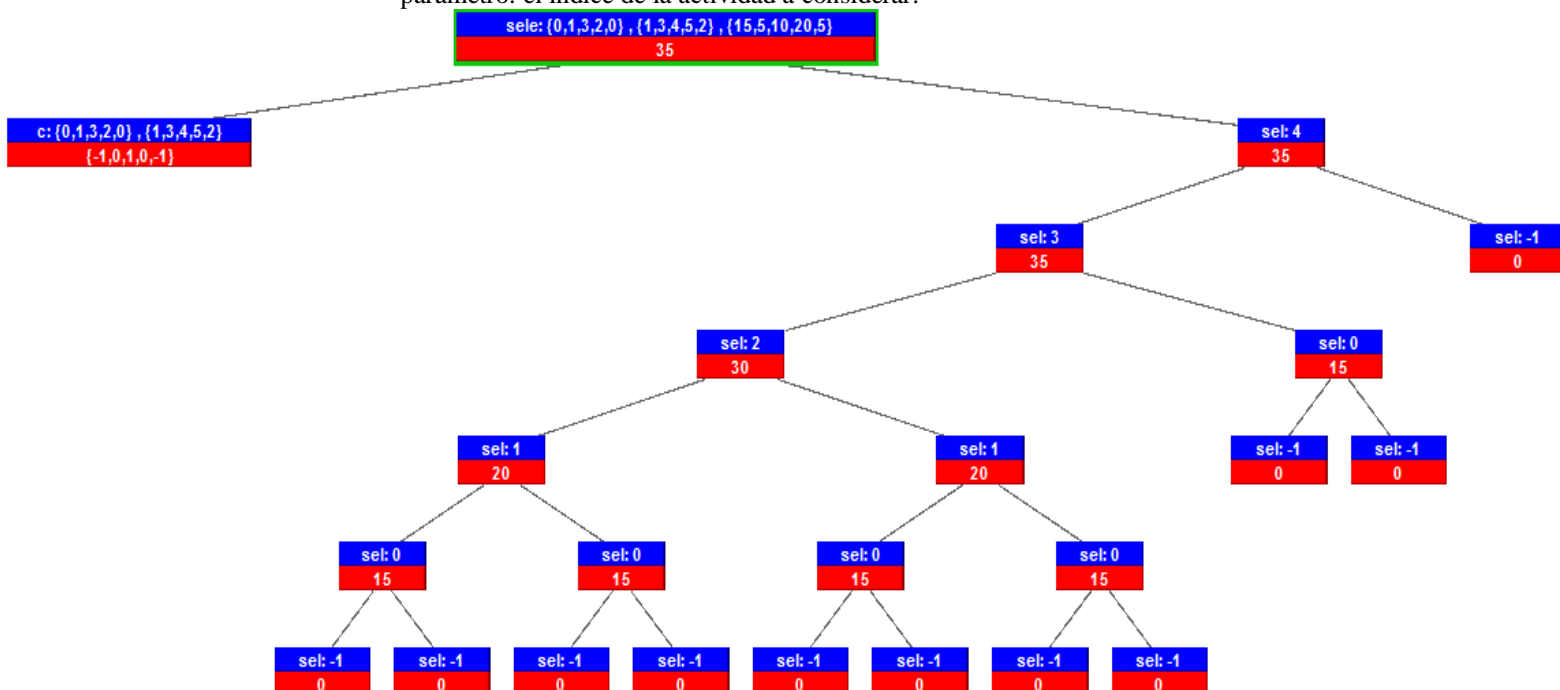 parámetro: el índice de la actividad a considerar.
sele: {0,1,3,2,0} , {1,3,4,5,2} , {15,5,10,20,5}
35
c: {0,1,3,2,0} , {1,3,4,5,2}
{-1,0,1,0,-1}
sel: 4
35
sel: 3
35
sel: -1
0
sel: 2
30
sel: 0
15
sel: 1
20
sel: 1
20
sel: -1
0
sel: -1
0
sel: 0
15
sel: 0
15
sel: 0
15
sel: 0
15
sel: -1
0
sel: -1
0
sel: -1
0
sel: -1
0
sel: -1
0
sel: -1
0
sel: -1
0
sel: -1
0